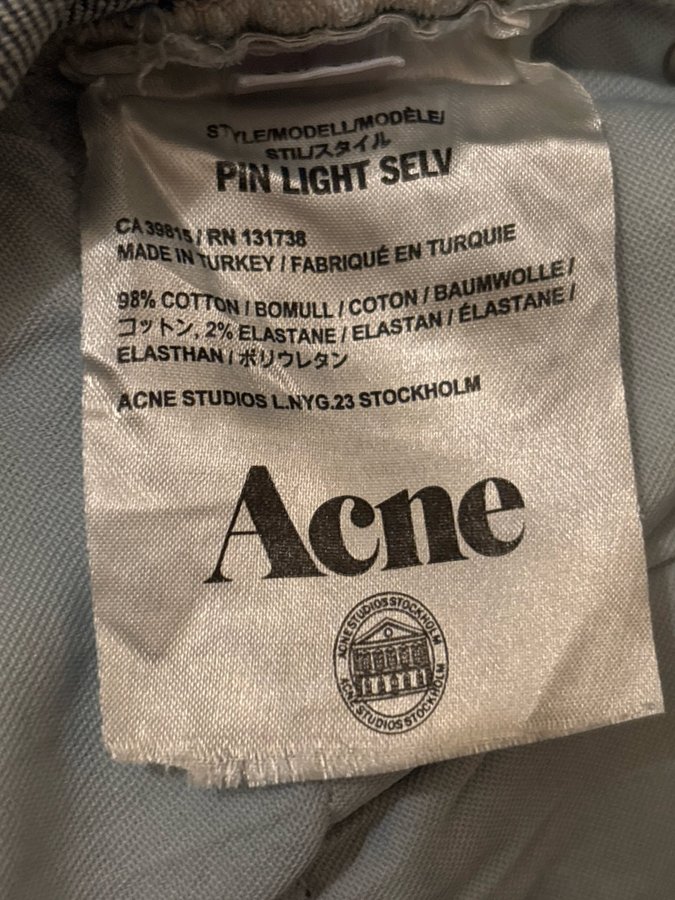 STYLE/MODELL/MODÈLE/
STIL/スタイル
PIN LIGHT SELV
CA 39815 / RN 131738
MADE IN TURKEY / FABRIQUÉ EN TURQUIE
98% COTTON / BOMULL / COTON / BAUMWOLLE /
コットン, 2% ELASTANE / ELASTAN / ÉLASTANE /
ELASTHAN / ポリウレタン
ACNE STUDIOS L.NYG.23 STOCKHOLM
Acne
ACNE STUDIOS STOCKHOLM
ACNE STUDIOS STOCKHOLM